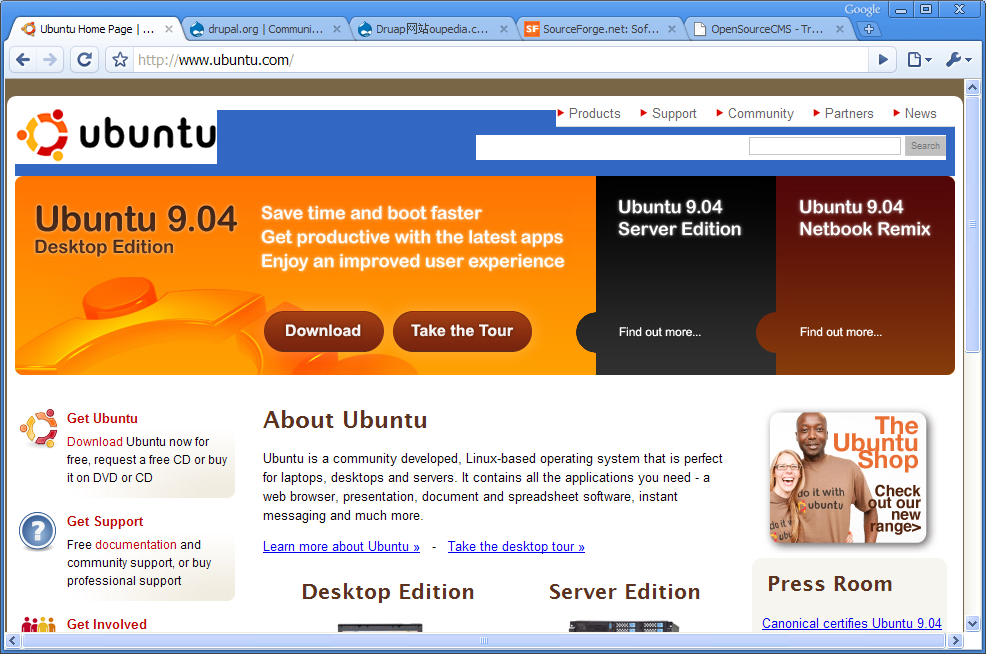 Google
Ubuntu Home Page | ...
drupal.org | Communi...
Druap网站oupedia.c...
SF
SourceForge.net: Sof...
OpenSourceCMS - Tr...
http://www.ubuntu.com/
ubuntu
Products
Support
Community
Partners
News
Search
Ubuntu 9.04
Desktop Edition
Save time and boot faster
Get productive with the latest apps
Enjoy an improved user experience
Download
Take the Tour
Ubuntu 9.04
Server Edition
Find out more...
Ubuntu 9.04
Netbook Remix
Find out more...
Get Ubuntu
Download Ubuntu now for
free, request a free CD or buy
it on DVD or CD
Get Support
Free documentation and
community support, or buy
professional support
Get Involved
About Ubuntu
Ubuntu is a community developed, Linux-based operating system that is perfect
for laptops, desktops and servers. It contains all the applications you need - a
web browser, presentation, document and spreadsheet software, instant
messaging and much more.
Learn more about Ubuntu » - Take the desktop tour »
Desktop Edition
Server Edition
The
Ubuntu
Shop
Check
out our
new
range>
do it with
ubuntu
do it
Press Room
Canonical certifies Ubuntu 9.04